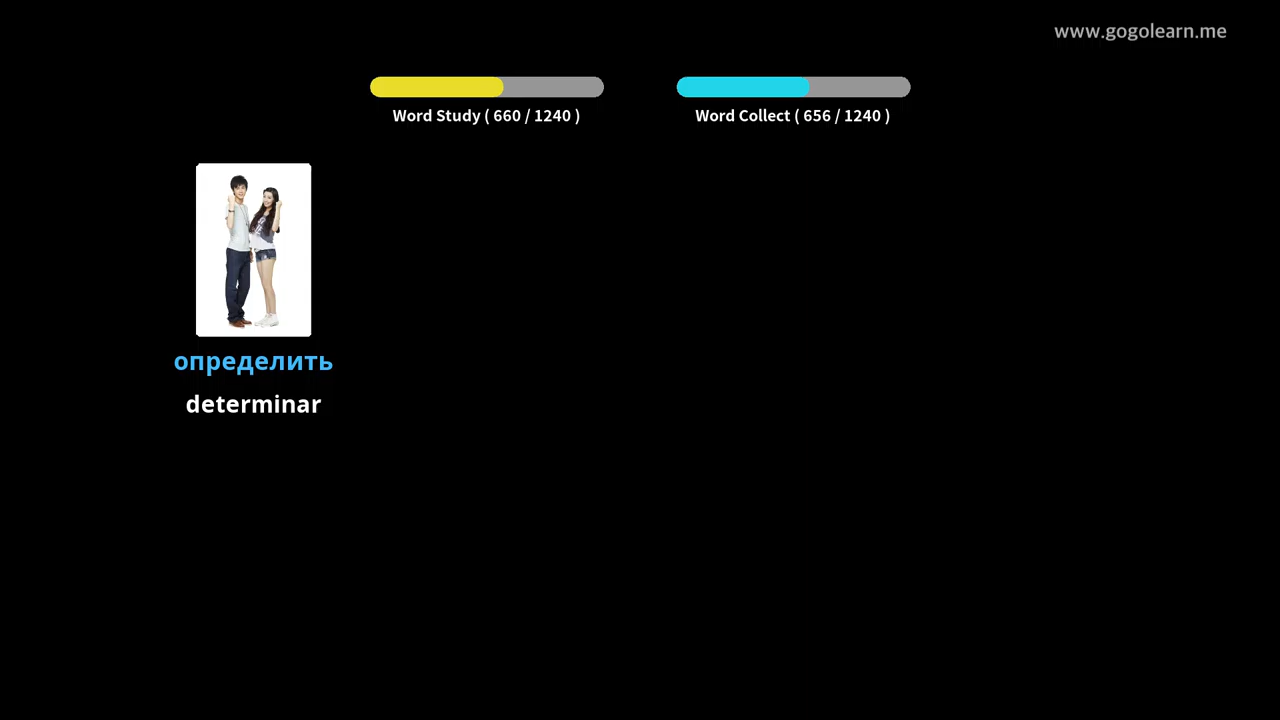 www.gogolearn.me
Word Study ( 660 / 1240 )
Word Collect ( 656 / 1240 )
определить
determinar